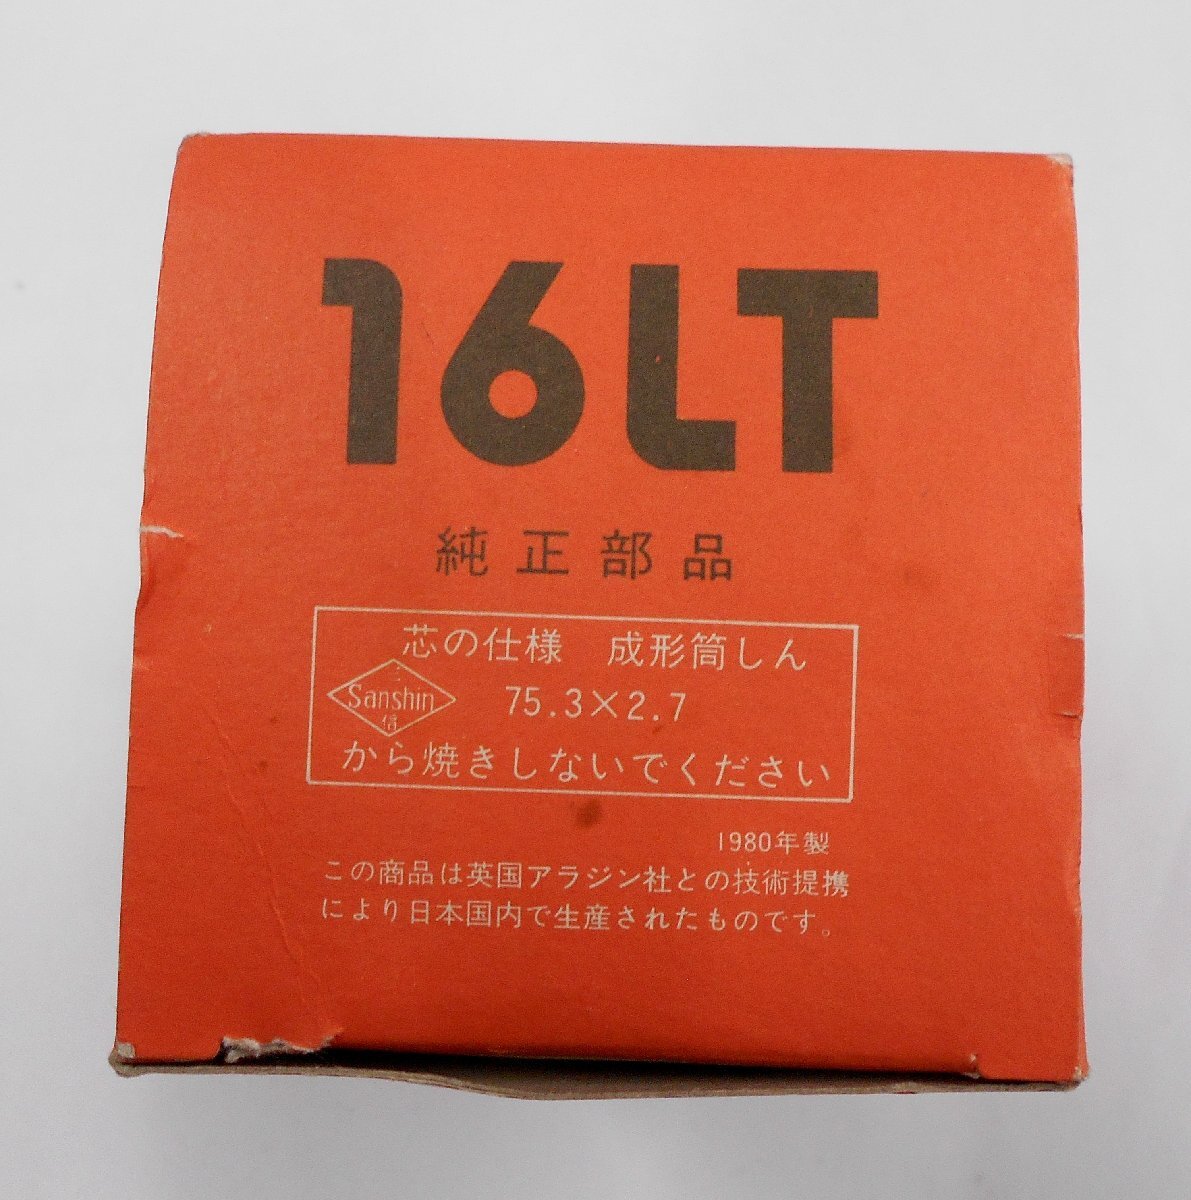 16LT
純正部品
芯の仕様 成形筒しん
三
Sanshin 75.3×2.7
信
から焼きしないでください
1980年製
この商品は英国アラジン社との技術提携
により日本国内で生産されたものです。